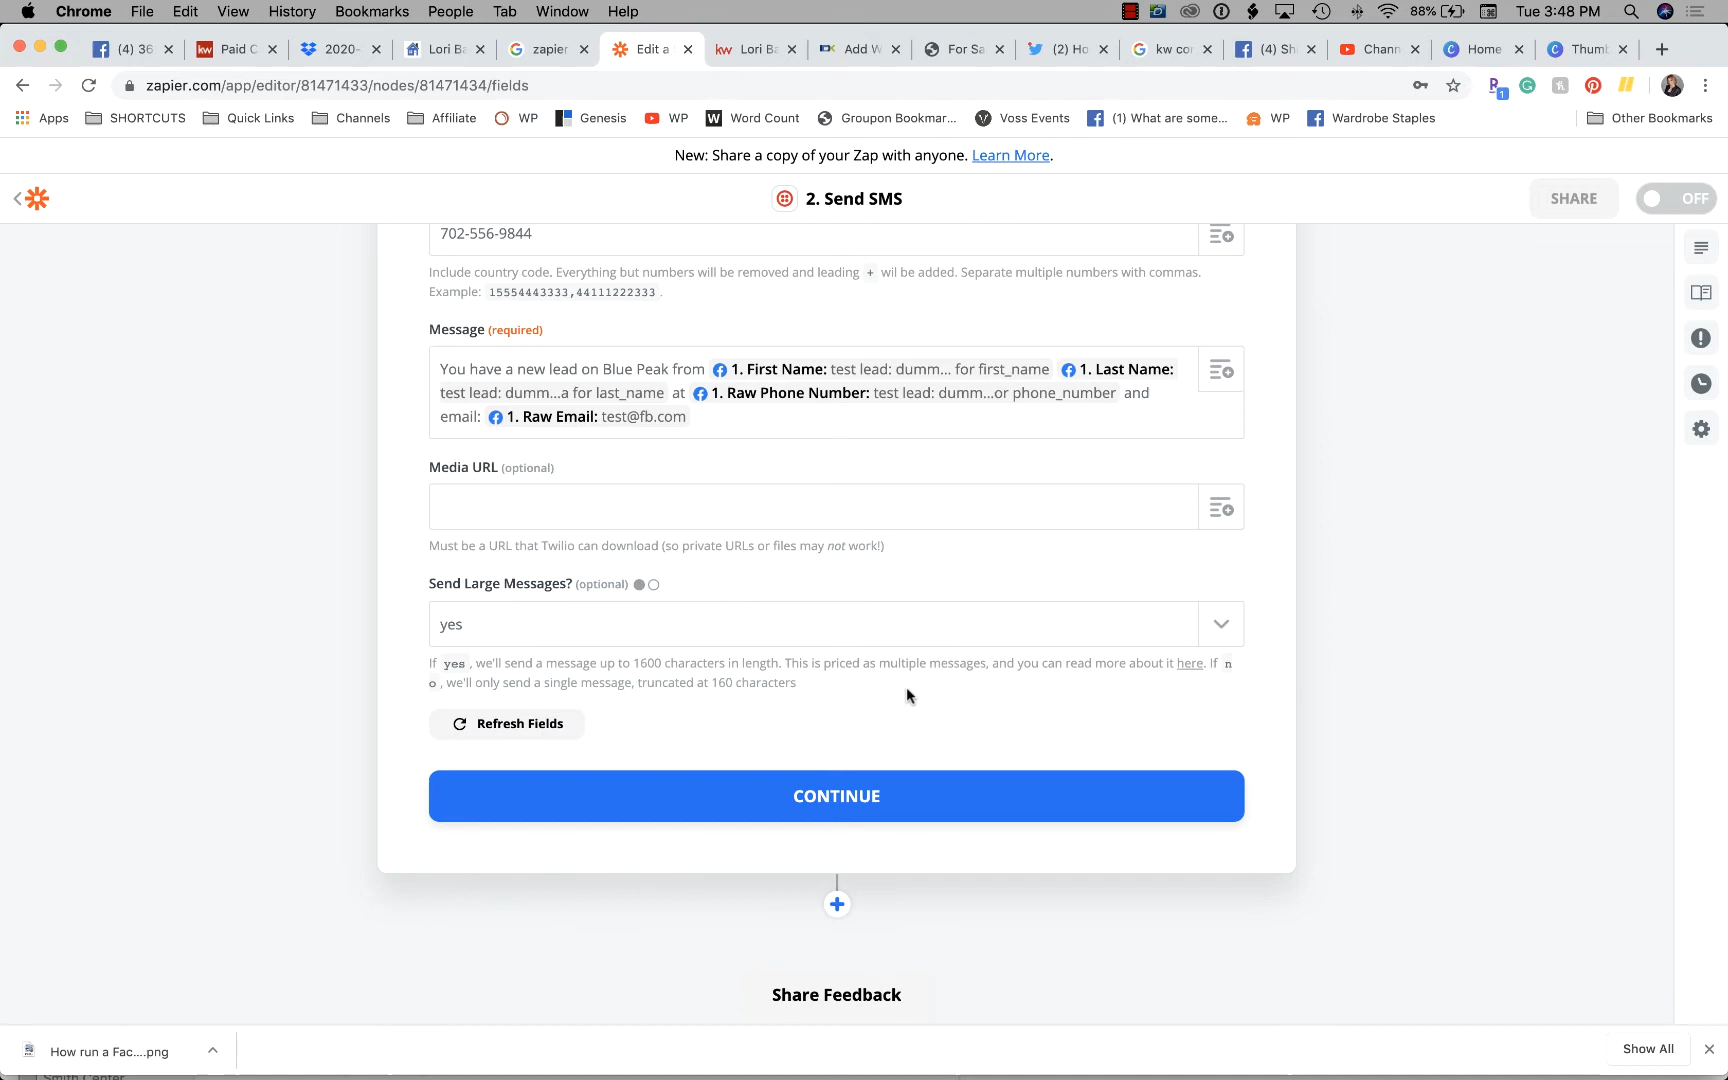 Chrome File Edit View History Bookmarks People Tab Window Help 88% Tue 3:48 PM
(4) 36 Paid C 2020- Lori Ba zapier Edit a Lori Ba Add W For Sa (2) Ho kw cor (4) Sh Chann Home Thumb
zapier.com/app/editor/81471433/nodes/81471434/fields
Apps SHORTCUTS Quick Links Channels Affiliate WP Genesis WP Word Count Groupon Bookmar... Voss Events (1) What are some... WP Wardrobe Staples Other Bookmarks
New: Share a copy of your Zap with anyone. Learn More.
2. Send SMS SHARE OFF
702-556-9844
Include country code. Everything but numbers will be removed and leading + wil be added. Separate multiple numbers with commas.
Example: 15554443333,44111222333 .
Message (required)
You have a new lead on Blue Peak from 1. First Name: test lead: dumm... for first_name 1. Last Name:
test lead: dumm...a for last_name at 1. Raw Phone Number: test lead: dumm...or phone_number and
email: 1. Raw Email: test@fb.com
Media URL (optional)
Must be a URL that Twilio can download (so private URLs or files may not work!)
Send Large Messages? (optional)
yes
If yes , we'll send a message up to 1600 characters in length. This is priced as multiple messages, and you can read more about it here. If n
o , we'll only send a single message, truncated at 160 characters
Refresh Fields
CONTINUE
Share Feedback
How run a Fac....png Show All